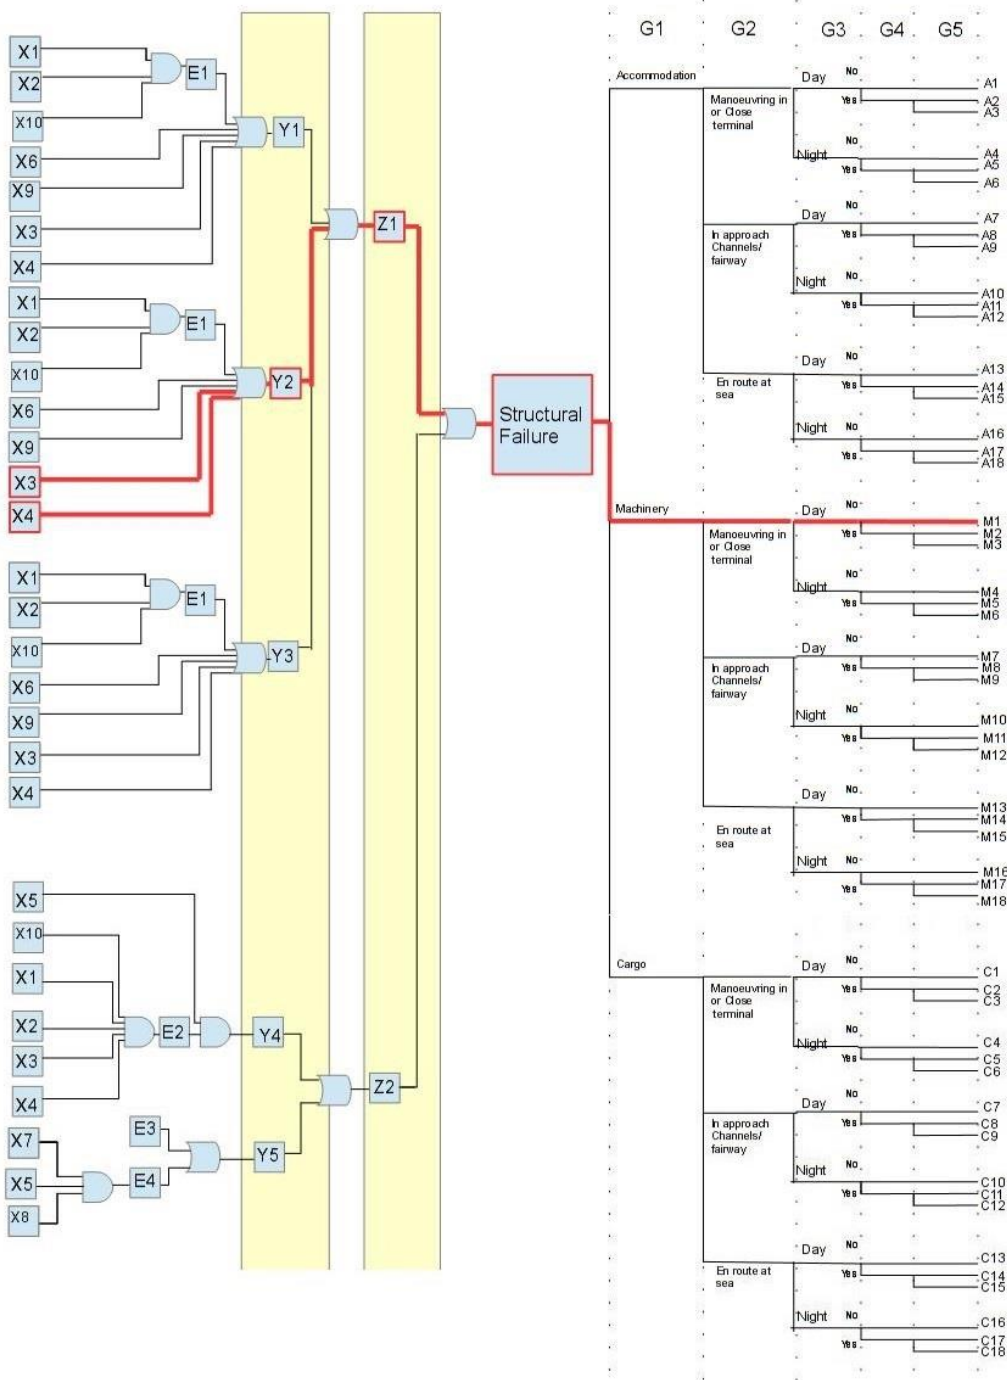 X1
X2
X10
X6
X9
X3
X4
E1
Y1
X1
X2
X10
X6
X9
X3
X4
E1
Y2
X1
X2
X10
X6
X9
X3
X4
E1
Y3
Z1
X5
X10
X1
X2
X3
X4
E2
Y4
X7
X5
X8
E3
E4
Y5
Z2
Structural
Failure
G1
G2
G3
G4
G5
Accommodation
Manoeuvring in
or Close
terminal
Day
No
Yes
A1
A2
A3
Night
No
Yes
A4
A5
A6
In approach
Channels/
fairway
Day
No
Yes
A7
A8
A9
Night
No
Yes
A10
A11
A12
En route at
sea
Day
No
Yes
A13
A14
A15
Night
No
Yes
A16
A17
A18
Machinery
Manoeuvring in
or Close
terminal
Day
No
Yes
M1
M2
M3
Night
No
Yes
M4
M5
M6
In approach
Channels/
fairway
Day
No
Yes
M7
M8
M9
Night
No
Yes
M10
M11
M12
En route at
sea
Day
No
Yes
M13
M14
M15
Night
No
Yes
M16
M17
M18
Cargo
Manoeuvring in
or Close
terminal
Day
No
Yes
C1
C2
C3
Night
No
Yes
C4
C5
C6
In approach
Channels/
fairway
Day
No
Yes
C7
C8
C9
Night
No
Yes
C10
C11
C12
En route at
sea
Day
No
Yes
C13
C14
C15
Night
No
Yes
C16
C17
C18